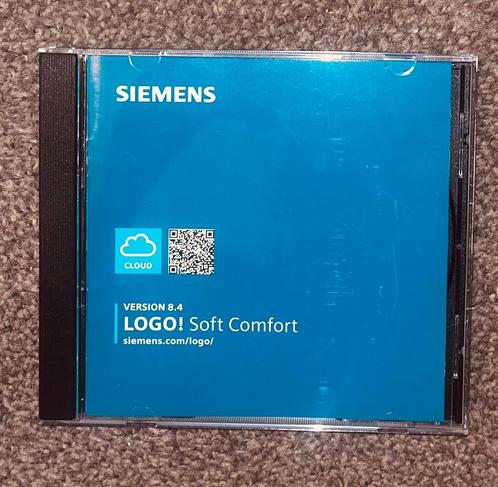 SIEMENS
CLOUD
VERSION 8.4
LOGO! Soft Comfort
siemens.com/logo/